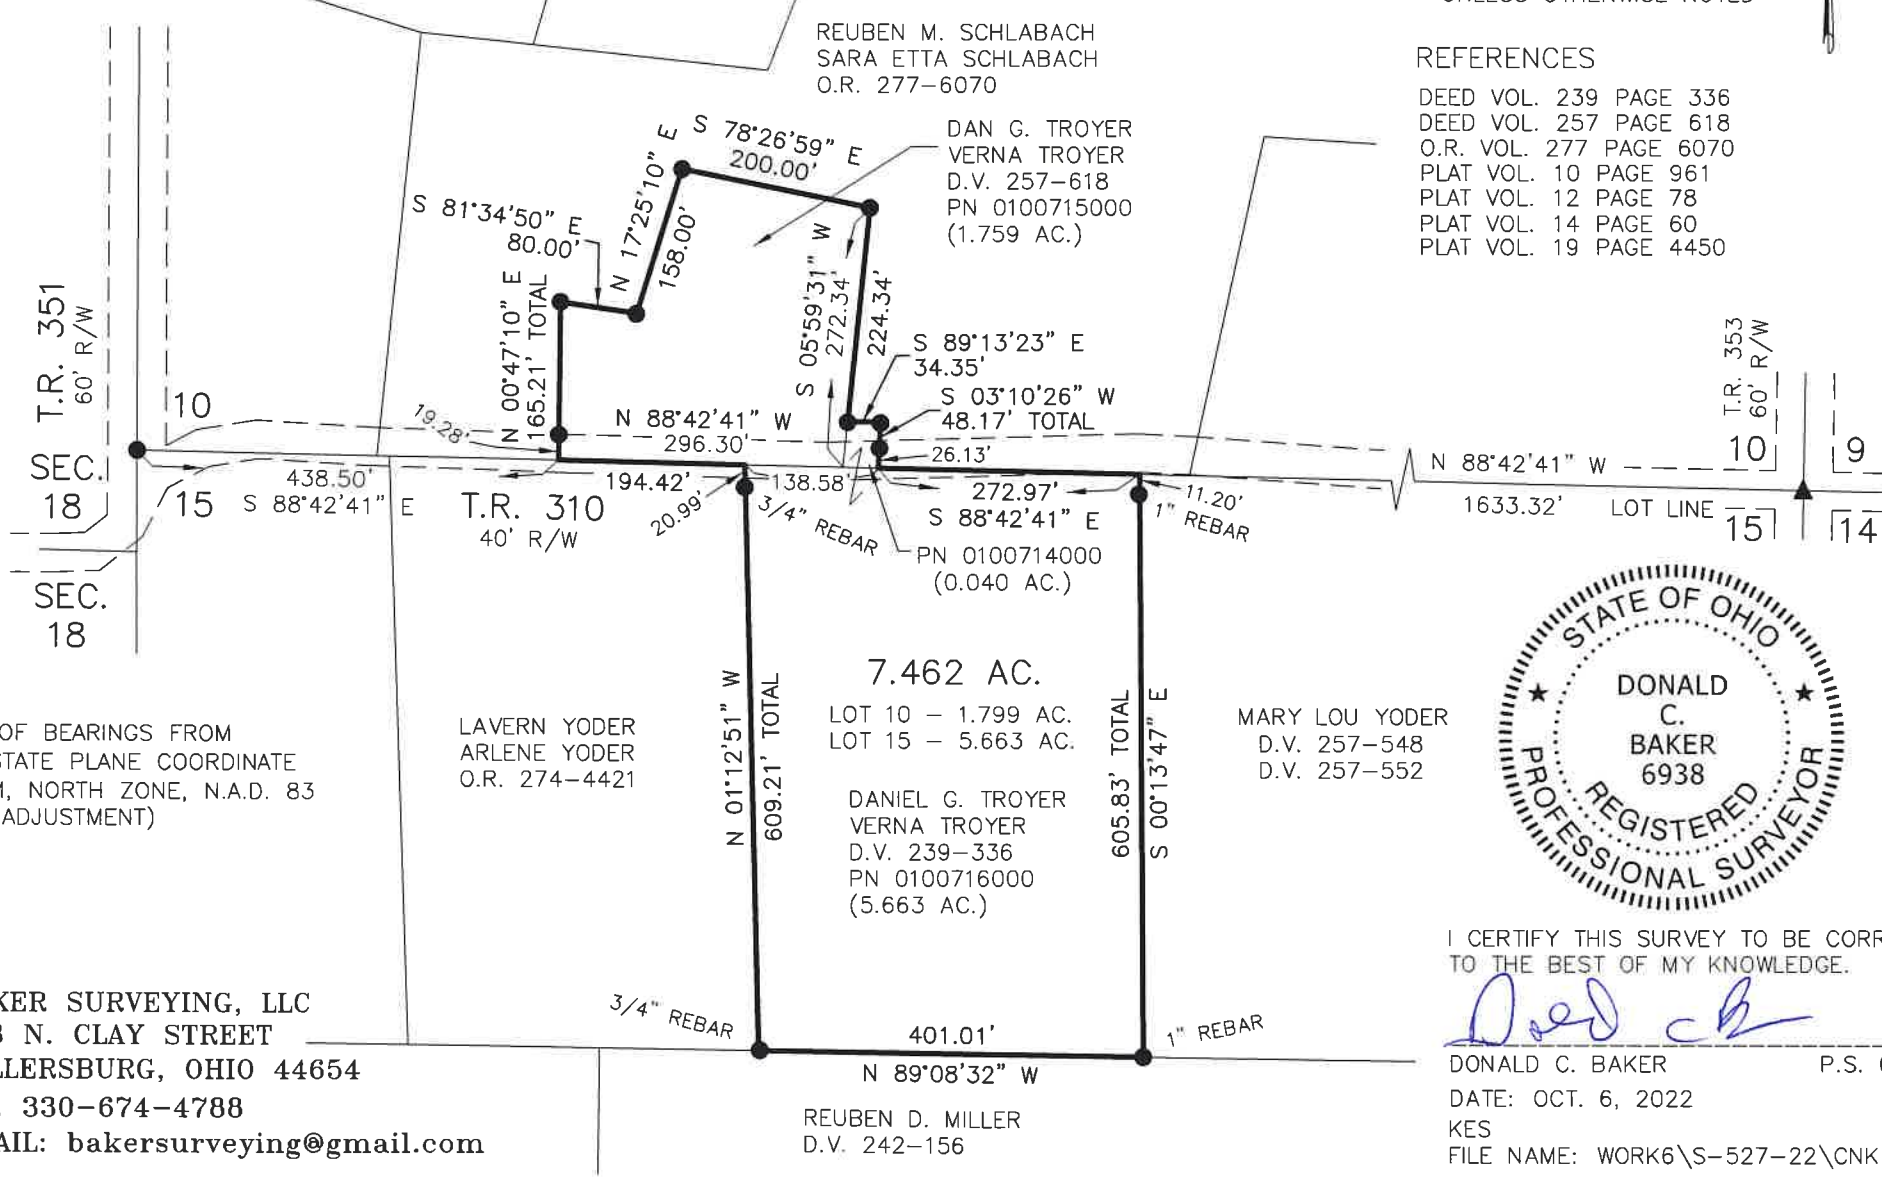 REUBEN M. SCHLABACH
SARA ETTA SCHLABACH
O.R. 277-6070
REFERENCES
DEED VOL. 239 PAGE 336
DEED VOL. 257 PAGE 618
O.R. VOL. 277 PAGE 6070
PLAT VOL. 10 PAGE 961
PLAT VOL. 12 PAGE 78
PLAT VOL. 14 PAGE 60
PLAT VOL. 19 PAGE 4450
DAN G. TROYER
VERNA TROYER
D.V. 257-618
PN 0100715000
(1.759 AC.)
S 78°26'59" E
200.00'
N 17°25'10" E
158.00'
S 81°34'50" E
80.00'
N 00°47'10" E
165.21' TOTAL
S 05°59'31" W
272.34'
224.34'
S 89°13'23" E
34.35'
S 03°10'26" W
48.17' TOTAL
26.13'
T.R. 351
60' R/W
T.R. 353
60' R/W
10
19.28'
N 88°42'41" W
296.30'
SEC.
18
15
438.50'
S 88°42'41" E
T.R. 310
40' R/W
194.42'
20.99'
138.58'
3/4" REBAR
272.97'
S 88°42'41" E
11.20'
1" REBAR
PN 0100714000
(0.040 AC.)
N 88°42'41" W
1633.32'
LOT LINE
10
9
15
14
SEC.
18
STATE OF OHIO
DONALD
C.
BAKER
6938
REGISTERED
PROFESSIONAL SURVEYOR
7.462 AC.
LOT 10 - 1.799 AC.
LOT 15 - 5.663 AC.
N 01°12'51" W
609.21' TOTAL
605.83' TOTAL
S 00°13'47" E
OF BEARINGS FROM
STATE PLANE COORDINATE
M, NORTH ZONE, N.A.D. 83
ADJUSTMENT)
LAVERN YODER
ARLENE YODER
O.R. 274-4421
DANIEL G. TROYER
VERNA TROYER
D.V. 239-336
PN 0100716000
(5.663 AC.)
MARY LOU YODER
D.V. 257-548
D.V. 257-552
I CERTIFY THIS SURVEY TO BE CORR
TO THE BEST OF MY KNOWLEDGE.
DONALD C. BAKER P.S.
DATE: OCT. 6, 2022
KES
FILE NAME: WORK6\S-527-22\CNK
KER SURVEYING, LLC
N. CLAY STREET
LLERSBURG, OHIO 44654
330-674-4788
AIL: bakersurveying@gmail.com
3/4" REBAR
401.01'
N 89°08'32" W
1" REBAR
REUBEN D. MILLER
D.V. 242-156